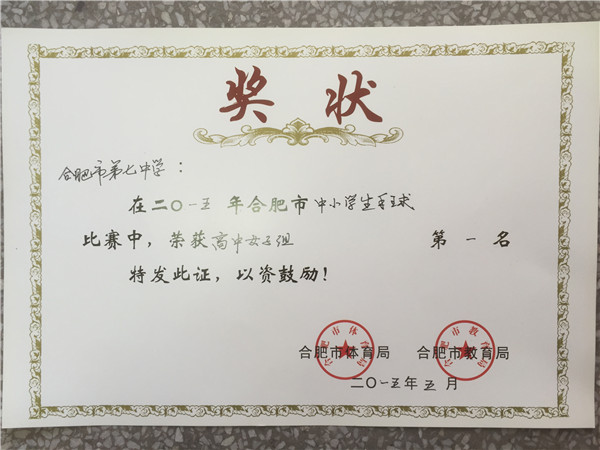 奖 状
合肥市第七中学:
在二〇一五年合肥市中小学生毛球
比赛中,荣获高中女子组 第一名
特发此证,以资鼓励!
合肥市体育局 合肥市教育局
二〇一五年五月